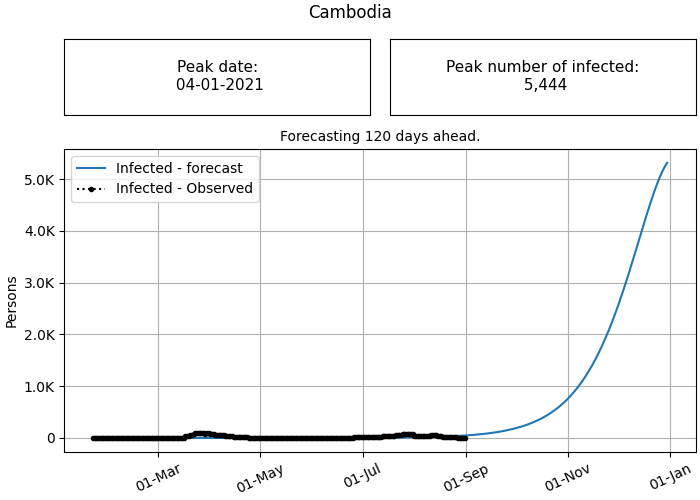 Cambodia
Peak date:
04-01-2021
Peak number of infected:
5,444
Forecasting 120 days ahead.
Infected - forecast
Infected - Observed
Persons
5.0K
4.0K
3.0K
2.0K
1.0K
0
01-Mar
01-May
01-Jul
01-Sep
01-Nov
01-Jan